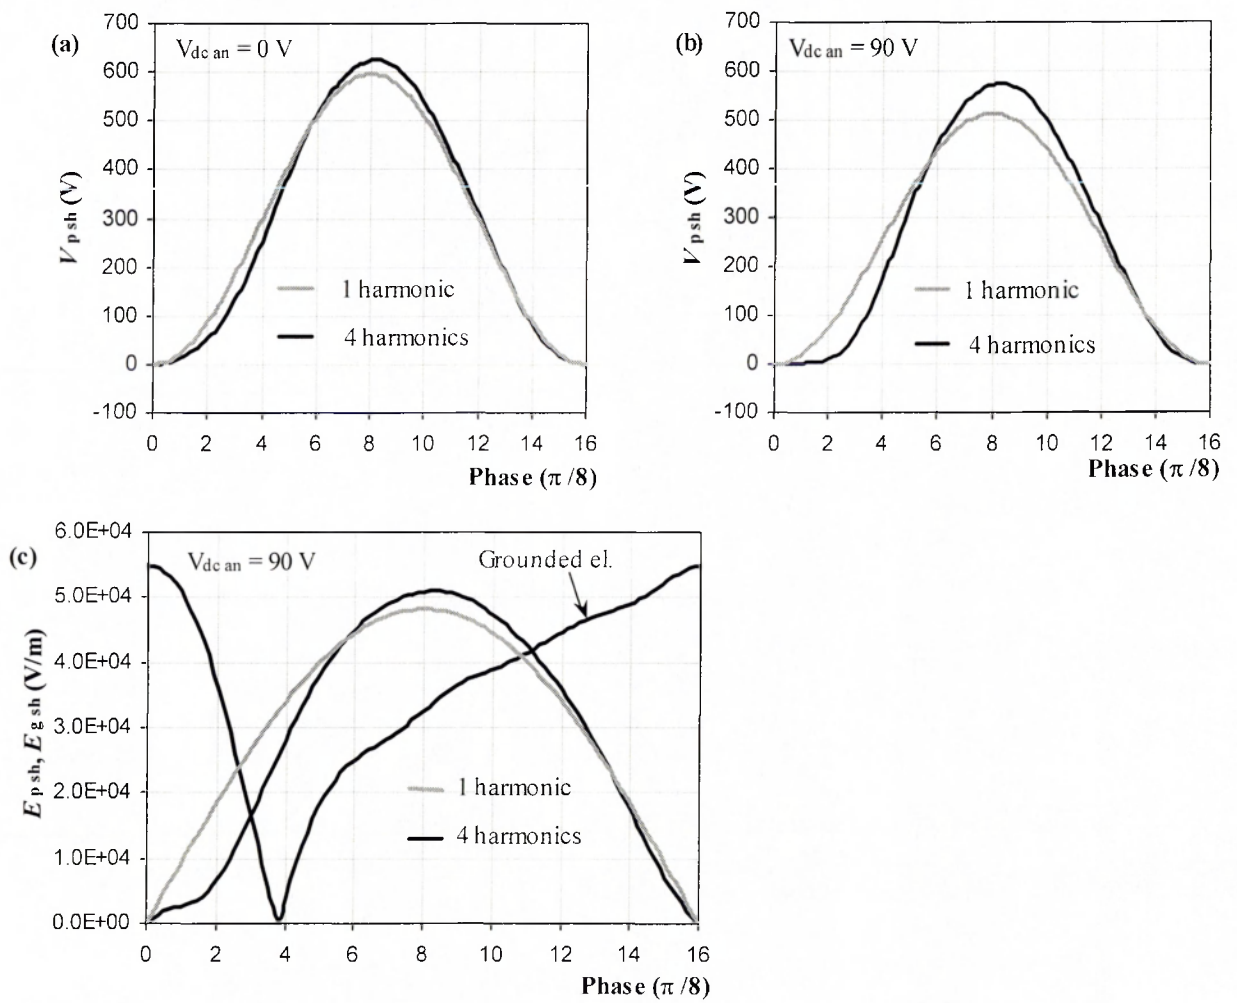 (a)
V_dc an = 0 V
700
600
500
400
300
200
100
0
-100
V_p sh (V)
1 harmonic
4 harmonics
0 2 4 6 8 10 12 14 16
Phase (π /8)
(b)
V_dc an = 90 V
700
600
500
400
300
200
100
0
-100
V_p sh (V)
1 harmonic
4 harmonics
0 2 4 6 8 10 12 14 16
Phase (π /8)
(c)
V_dc an = 90 V
Grounded el.
6.0E+04
5.0E+04
4.0E+04
3.0E+04
2.0E+04
1.0E+04
0.0E+00
E_p sh, E_g sh (V/m)
1 harmonic
4 harmonics
0 2 4 6 8 10 12 14 16
Phase (π /8)